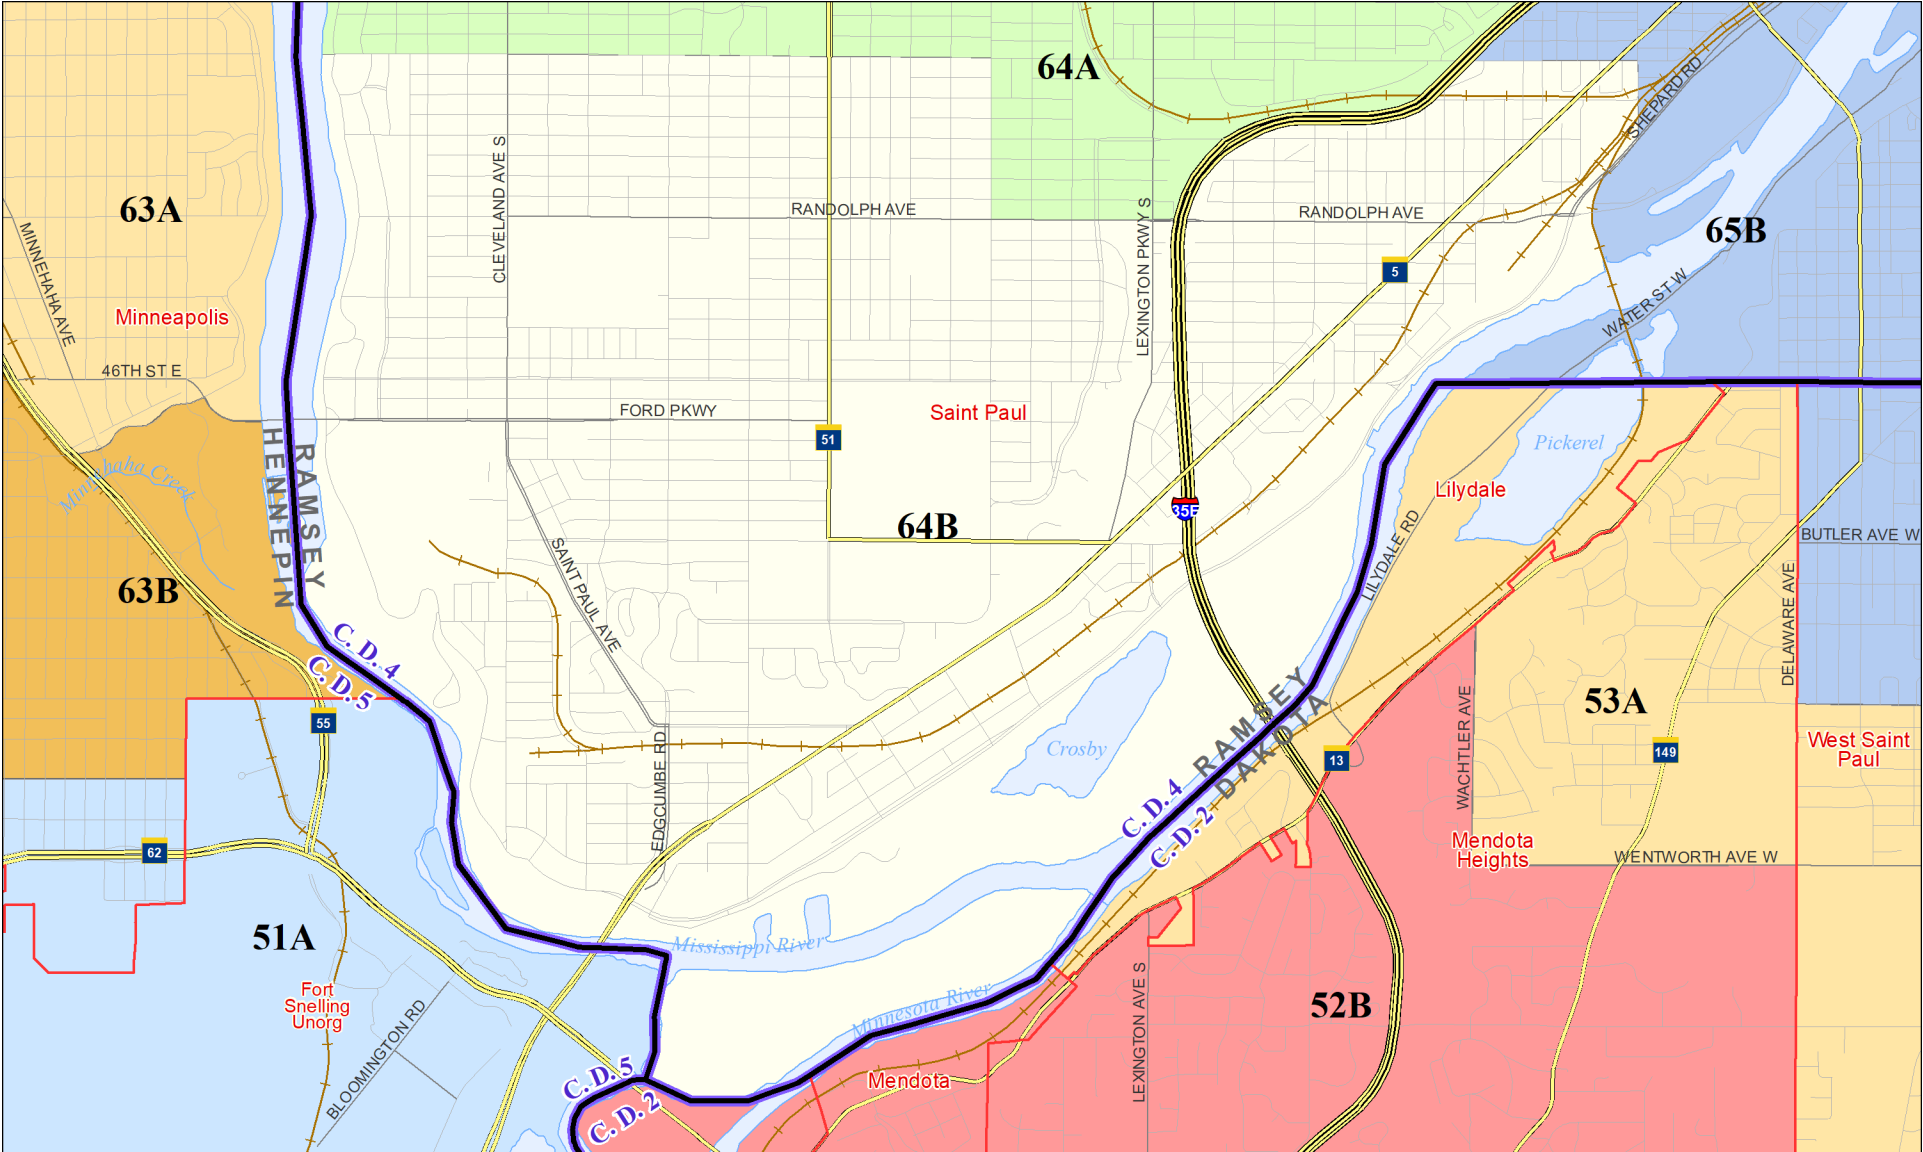 64A
SHEPARD RD
CLEVELAND AVE S
63A
RANDOLPH AVE
RANDOLPH AVE
LEXINGTON PKWY S
65B
MINNEHAHA AVE
5
Minneapolis
WATER ST W
46TH ST E
FORD PKWY
Saint Paul
51
Pickerel
RAMSEY
HENNEPIN
Minnehaha Creek
Lilydale
35E
64B
BUTLER AVE W
LILYDALE RD
SAINT PAUL AVE
63B
DELAWARE AVE
C. D. 4
C. D. 5
53A
55
RAMSEY
DAKOTA
Crosby
WACHTLER AVE
149
West Saint
Paul
13
EDGCUMBE RD
C. D. 4
C. D. 2
62
Mendota
Heights
WENTWORTH AVE W
51A
Mississippi River
Fort
Snelling
Unorg
Minnesota River
52B
BLOOMINGTON RD
LEXINGTON AVE S
Mendota
C. D. 5
C. D. 2